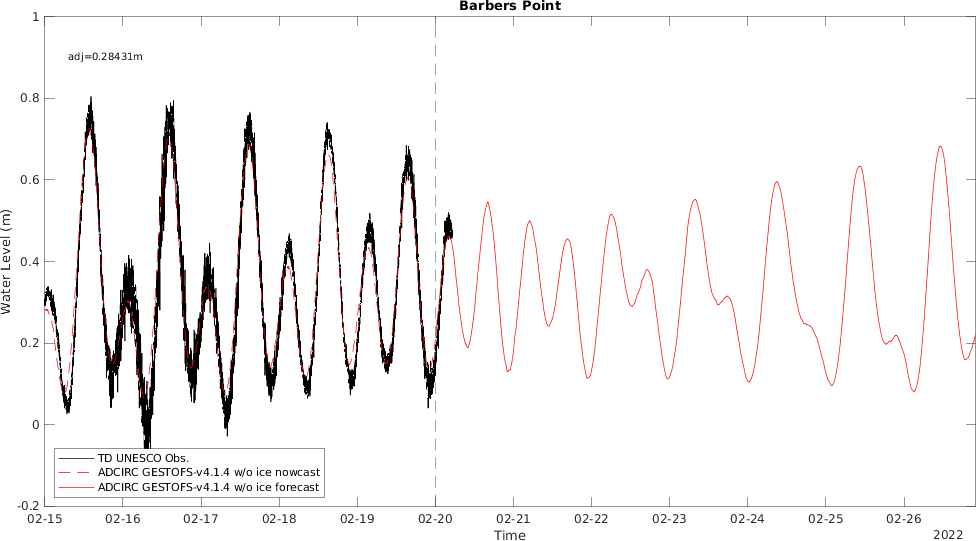 Barbers Point
adj=0.28431m
Water Level (m)
1
0.8
0.6
0.4
0.2
0
-0.2
TD UNESCO Obs.
ADCIRC GESTOFS-v4.1.4 w/o ice nowcast
ADCIRC GESTOFS-v4.1.4 w/o ice forecast
02-15 02-16 02-17 02-18 02-19 02-20 02-21 02-22 02-23 02-24 02-25 02-26
Time
2022